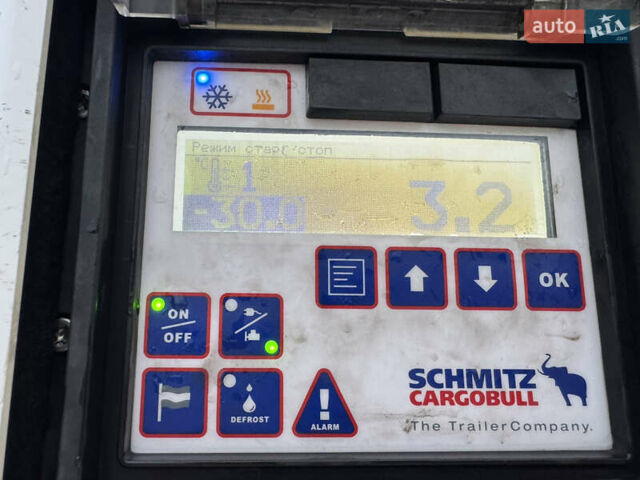 auto RIA
.com
Режим старт/стоп
°C 1
-30.0
3.2
OK
ON
OFF
DEFROST
ALARM
SCHMITZ
CARGOBULL
The TrailerCompany.